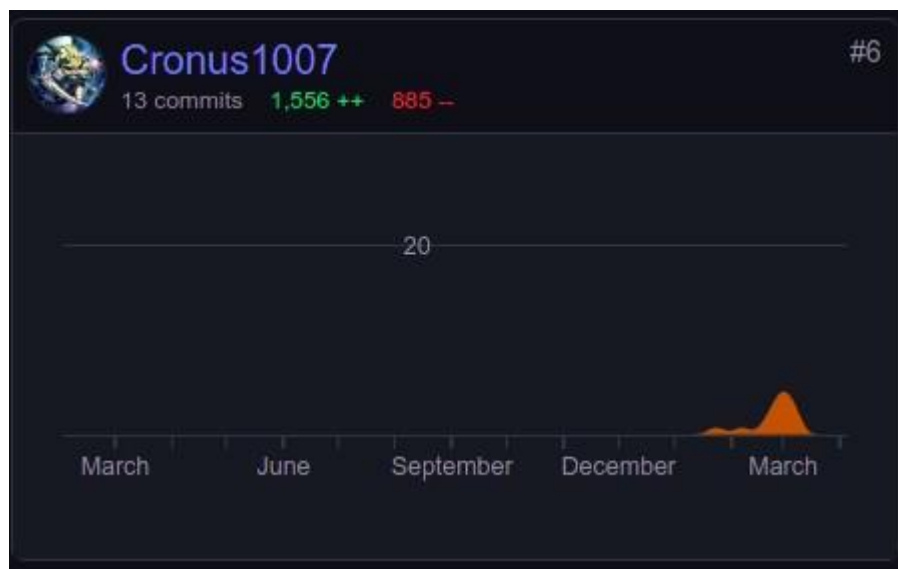 Cronus1007
#6
13 commits 1,556 ++ 885 --
20
March June September December March